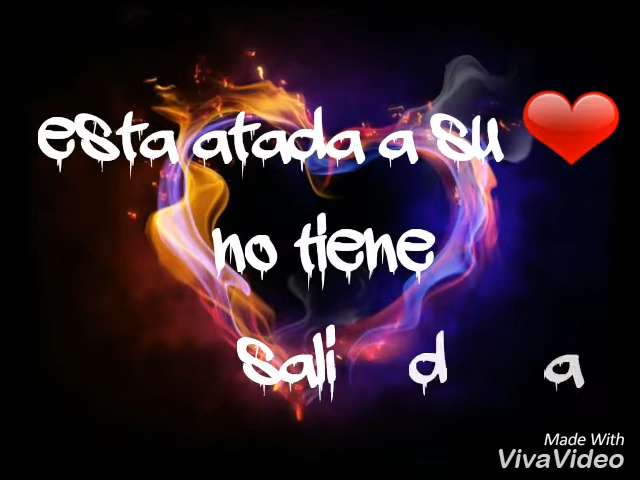 esta atada a su ❤
no tiene
sali d a
Made With
VivaVideo